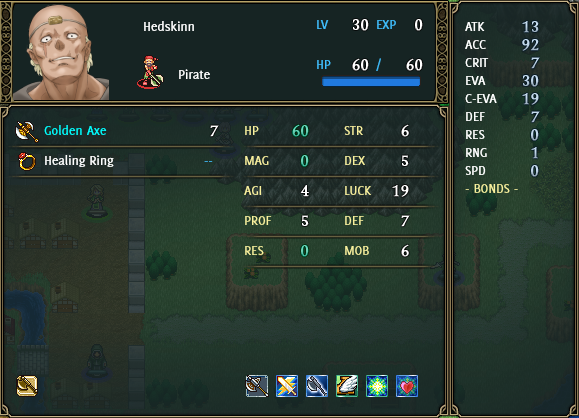 Hedskinn
LV 30 EXP 0
Pirate
HP 60 / 60
Golden Axe 7
Healing Ring --
HP 60 STR 6
MAG 0 DEX 5
AGI 4 LUCK 19
PROF 5 DEF 7
RES 0 MOB 6
ATK 13
ACC 92
CRIT 7
EVA 30
C-EVA 19
DEF 7
RES 0
RNG 1
SPD 0
- BONDS -